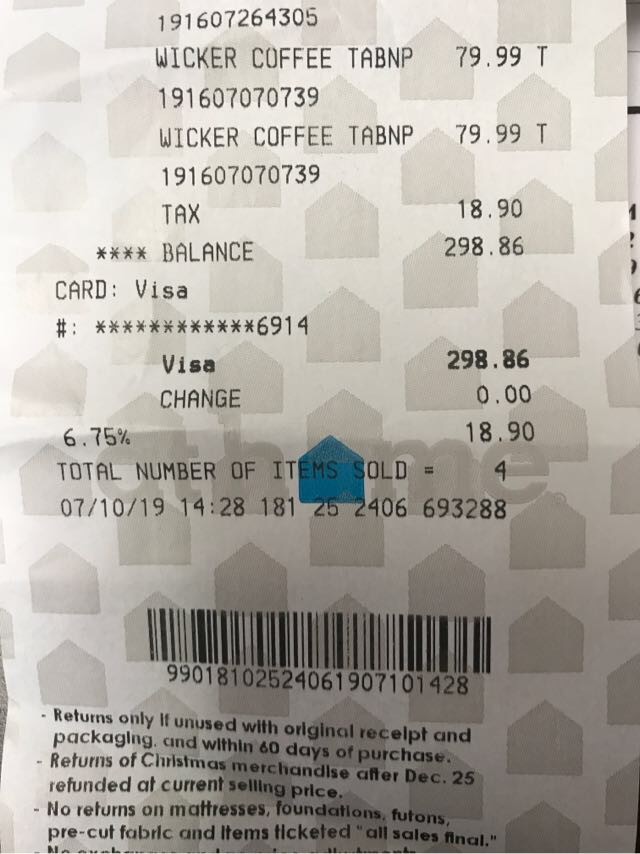 191607264305
WICKER COFFEE TABNP 79.99 T
191607070739
WICKER COFFEE TABNP 79.99 T
191607070739
TAX 18.90
**** BALANCE 298.86
CARD: Visa
#: ************6914
Visa 298.86
CHANGE 0.00
6.75% 18.90
at home
TOTAL NUMBER OF ITEMS SOLD = 4
07/10/19 14:28 181 25 2406 693288
99018102524061907101428
- Returns only if unused with original receipt and
packaging, and within 60 days of purchase.
- Returns of Christmas merchandise after Dec. 25
refunded at current selling price.
- No returns on mattresses, foundations, futons,
pre-cut fabric and items ticketed "all sales final."